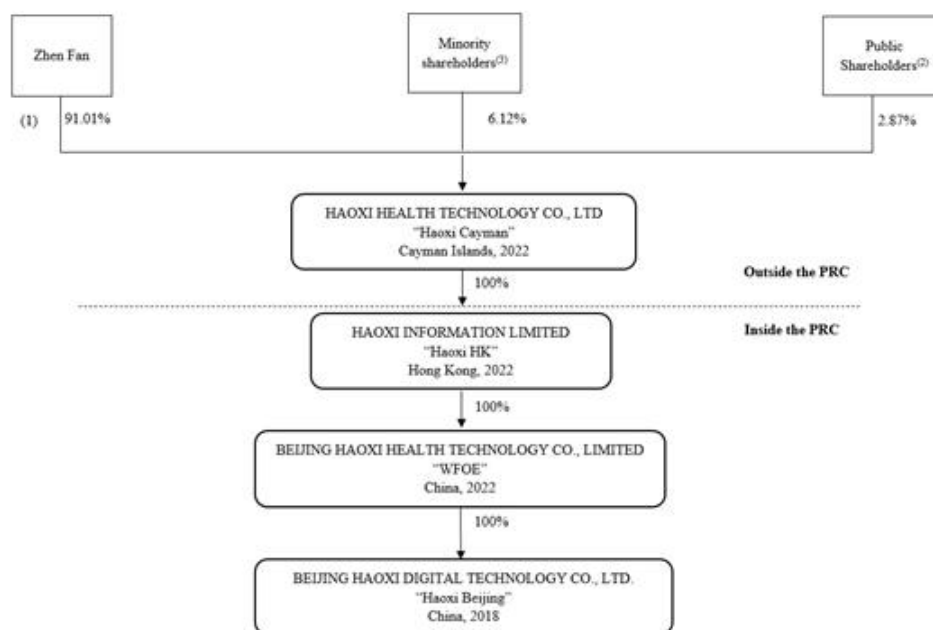 Zhen Fan
Minority
shareholders(3)
Public
Shareholders(2)
(1) 91.01%
6.12%
2.87%
HAOXI HEALTH TECHNOLOGY CO., LTD
“Haoxi Cayman”
Cayman Islands, 2022
Outside the PRC
100%
Inside the PRC
HAOXI INFORMATION LIMITED
“Haoxi HK”
Hong Kong, 2022
100%
BEIJING HAOXI HEALTH TECHNOLOGY CO., LIMITED
“WFOE”
China, 2022
100%
BEIJING HAOXI DIGITAL TECHNOLOGY CO., LTD.
“Haoxi Beijing”
China, 2018